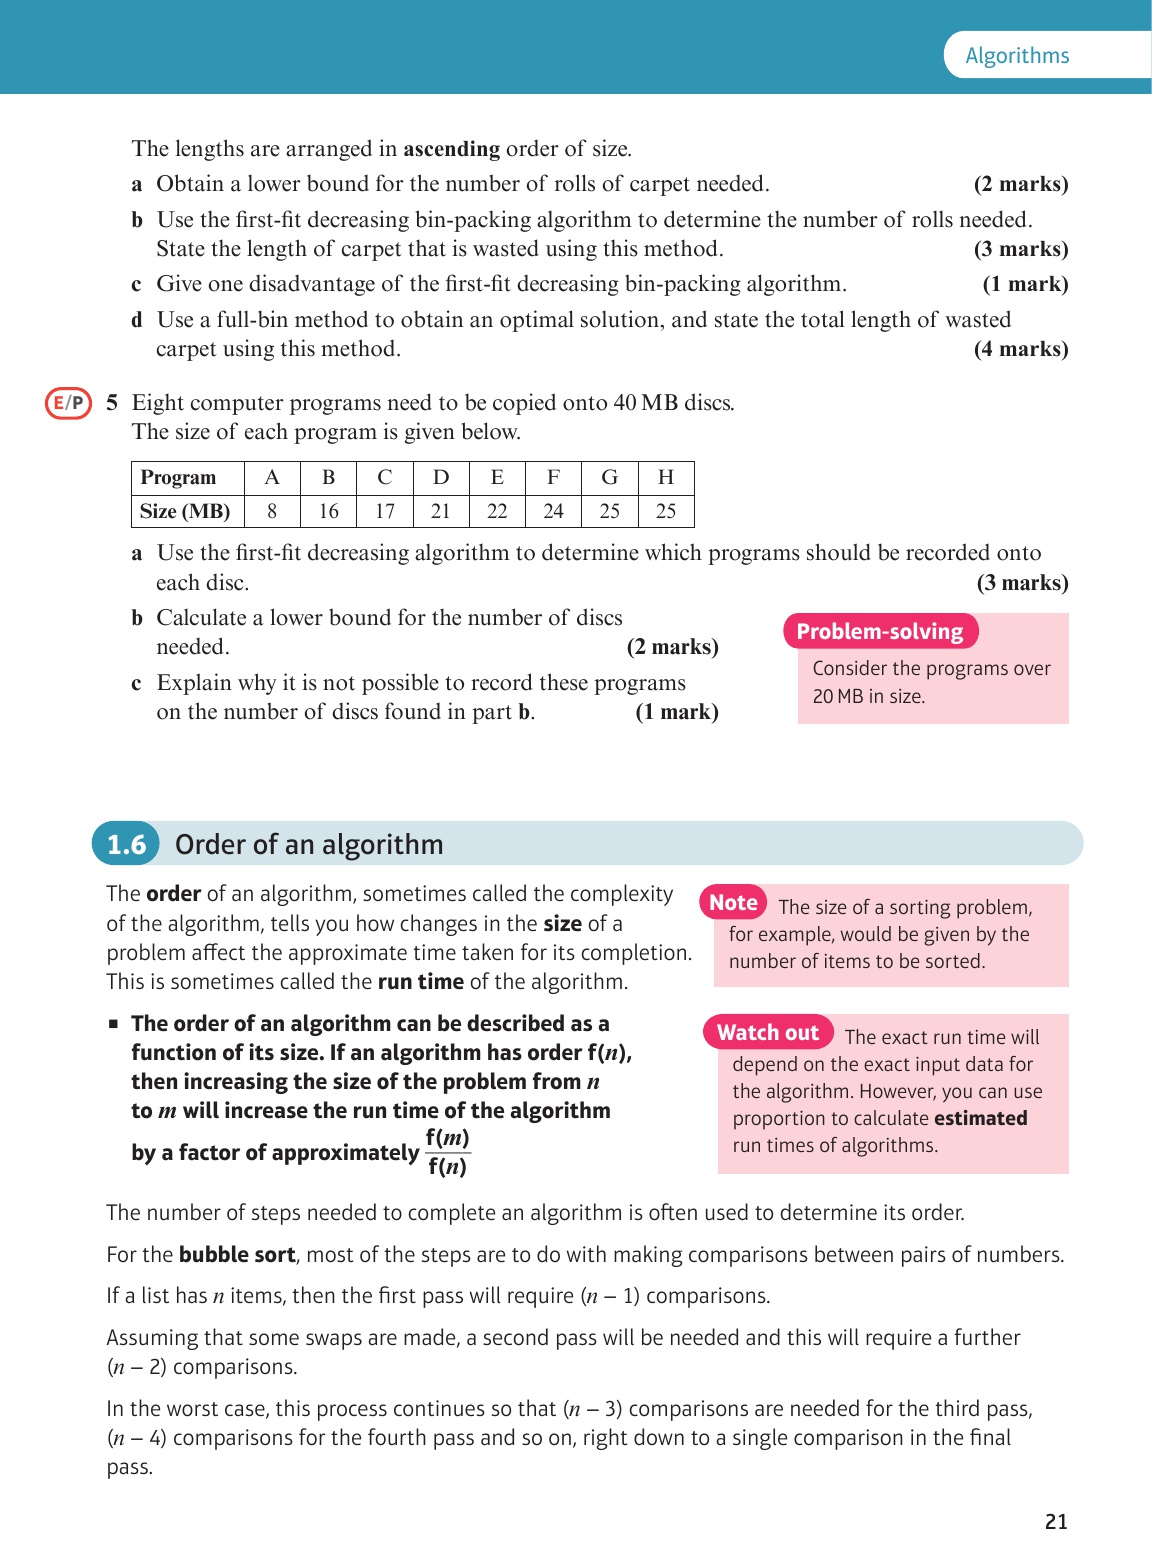 Algorithms
The lengths are arranged in ascending order of size.
a Obtain a lower bound for the number of rolls of carpet needed. (2 marks)
b Use the first-fit decreasing bin-packing algorithm to determine the number of rolls needed.
State the length of carpet that is wasted using this method. (3 marks)
c Give one disadvantage of the first-fit decreasing bin-packing algorithm. (1 mark)
d Use a full-bin method to obtain an optimal solution, and state the total length of wasted
carpet using this method. (4 marks)
E/P 5 Eight computer programs need to be copied onto 40 MB discs.
The size of each program is given below.
Program A B C D E F G H
Size (MB) 8 16 17 21 22 24 25 25
a Use the first-fit decreasing algorithm to determine which programs should be recorded onto
each disc. (3 marks)
b Calculate a lower bound for the number of discs
needed. (2 marks)
c Explain why it is not possible to record these programs
on the number of discs found in part b. (1 mark)
Problem-solving
Consider the programs over
20 MB in size.
1.6 Order of an algorithm
The order of an algorithm, sometimes called the complexity
of the algorithm, tells you how changes in the size of a
problem affect the approximate time taken for its completion.
This is sometimes called the run time of the algorithm.
Note The size of a sorting problem,
for example, would be given by the
number of items to be sorted.
■ The order of an algorithm can be described as a
function of its size. If an algorithm has order f(n),
then increasing the size of the problem from n
to m will increase the run time of the algorithm
by a factor of approximately f(m)/f(n)
Watch out The exact run time will
depend on the exact input data for
the algorithm. However, you can use
proportion to calculate estimated
run times of algorithms.
The number of steps needed to complete an algorithm is often used to determine its order.
For the bubble sort, most of the steps are to do with making comparisons between pairs of numbers.
If a list has n items, then the first pass will require (n − 1) comparisons.
Assuming that some swaps are made, a second pass will be needed and this will require a further
(n − 2) comparisons.
In the worst case, this process continues so that (n − 3) comparisons are needed for the third pass,
(n − 4) comparisons for the fourth pass and so on, right down to a single comparison in the final
pass.
21